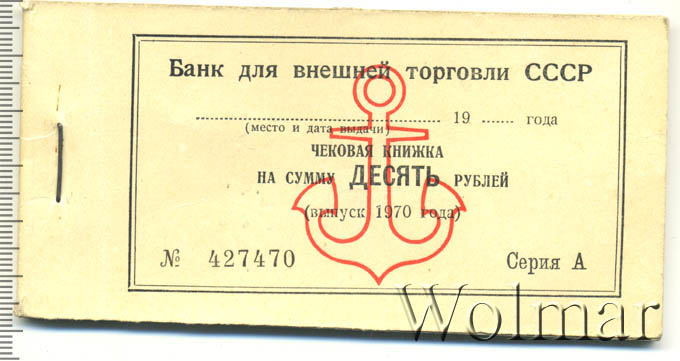 Банк для внешней торговли СССР
19 ...... года
(место и дата выдачи)
ЧЕКОВАЯ КНИЖКА
НА СУММУ ДЕСЯТЬ РУБЛЕЙ
(выпуск 1970 года)
№ 427470 Серия А
Wolmar